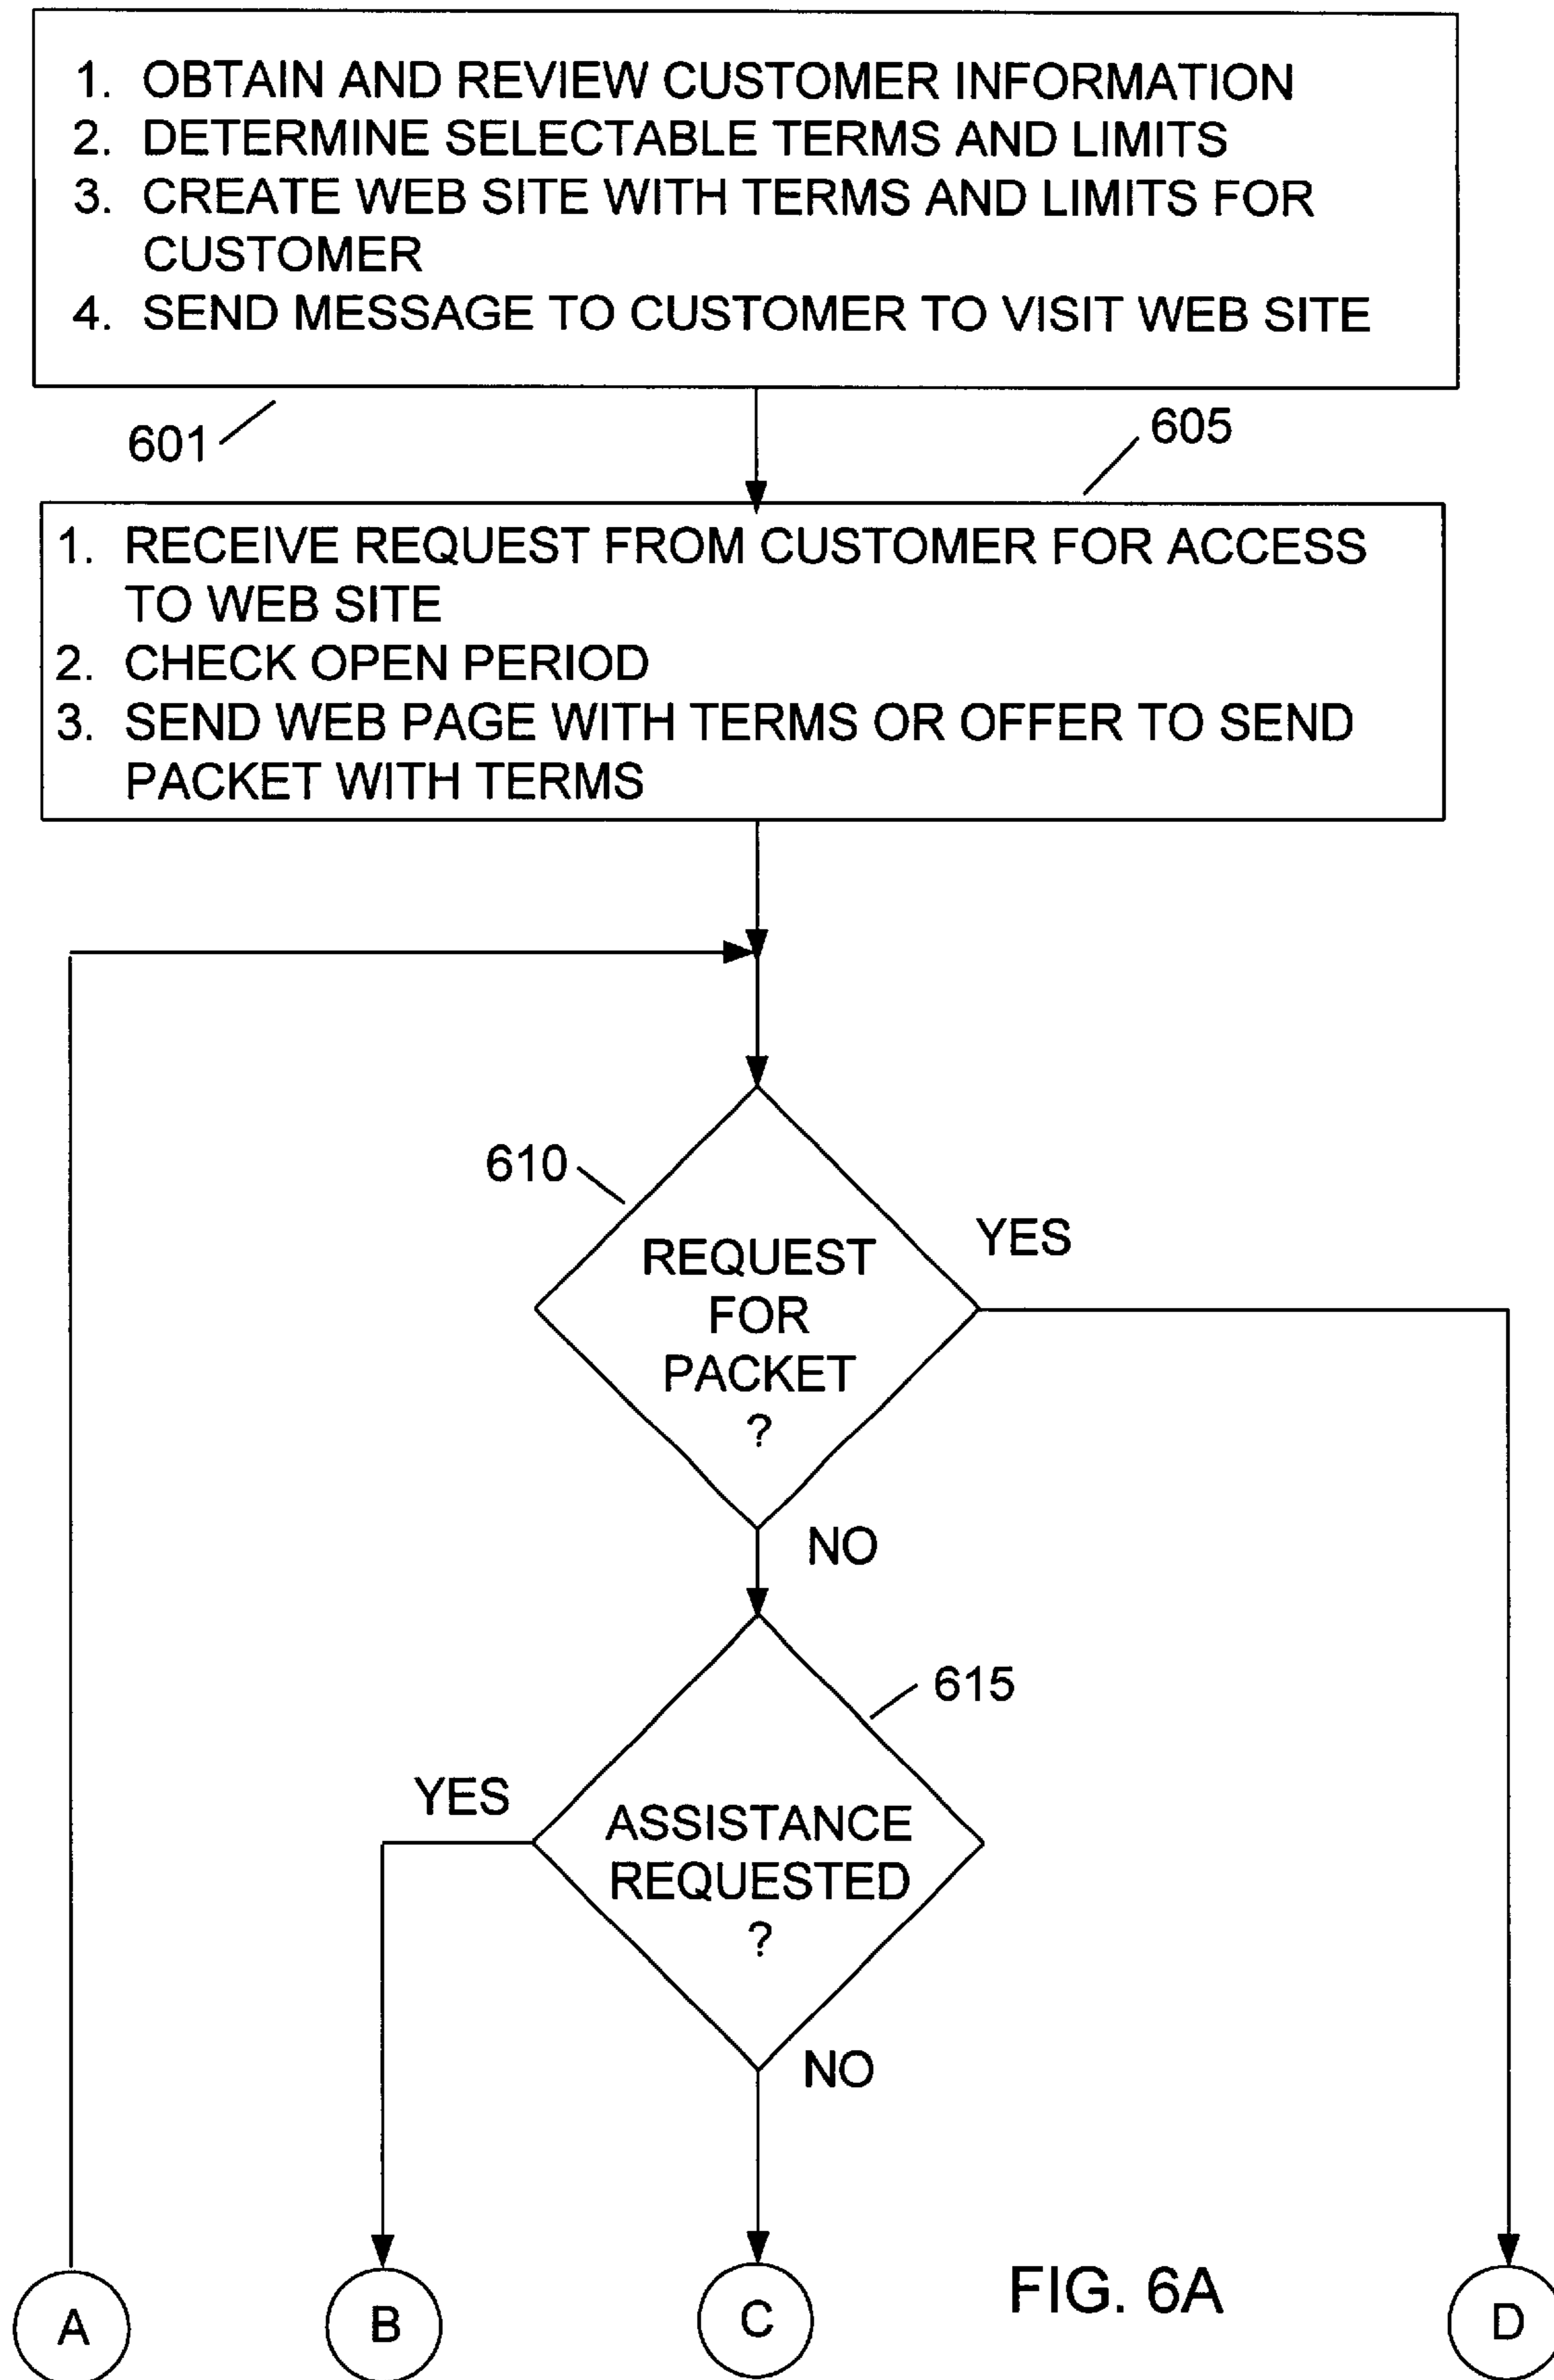 1. OBTAIN AND REVIEW CUSTOMER INFORMATION
2. DETERMINE SELECTABLE TERMS AND LIMITS
3. CREATE WEB SITE WITH TERMS AND LIMITS FOR
CUSTOMER
4. SEND MESSAGE TO CUSTOMER TO VISIT WEB SITE
601
605
1. RECEIVE REQUEST FROM CUSTOMER FOR ACCESS
TO WEB SITE
2. CHECK OPEN PERIOD
3. SEND WEB PAGE WITH TERMS OR OFFER TO SEND
PACKET WITH TERMS
610
YES
REQUEST
FOR
PACKET
?
NO
615
YES
ASSISTANCE
REQUESTED
?
NO
A
B
C
FIG. 6A
D